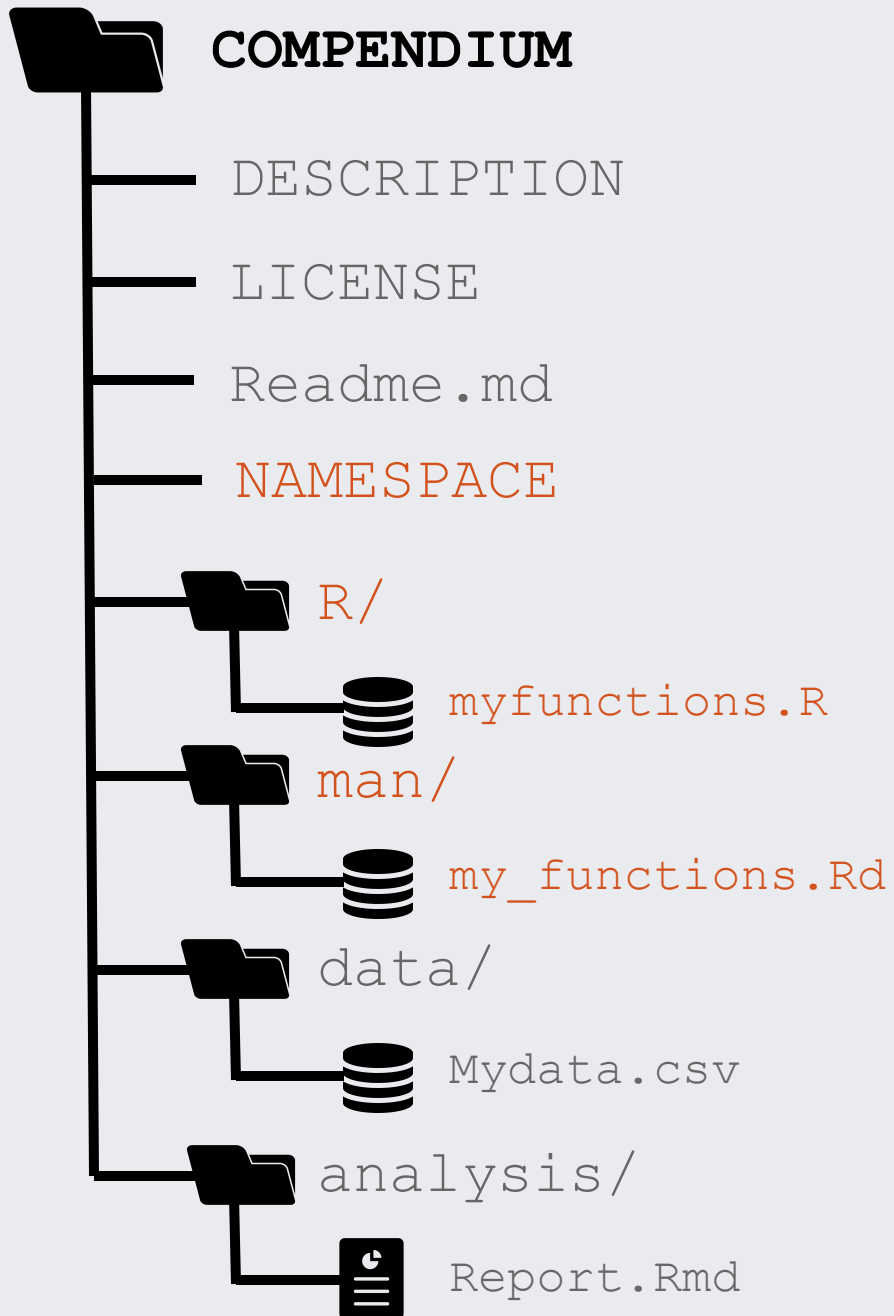 COMPENDIUM
DESCRIPTION
LICENSE
Readme.md
NAMESPACE
R/
myfunctions.R
man/
my_functions.Rd
data/
Mydata.csv
analysis/
Report.Rmd